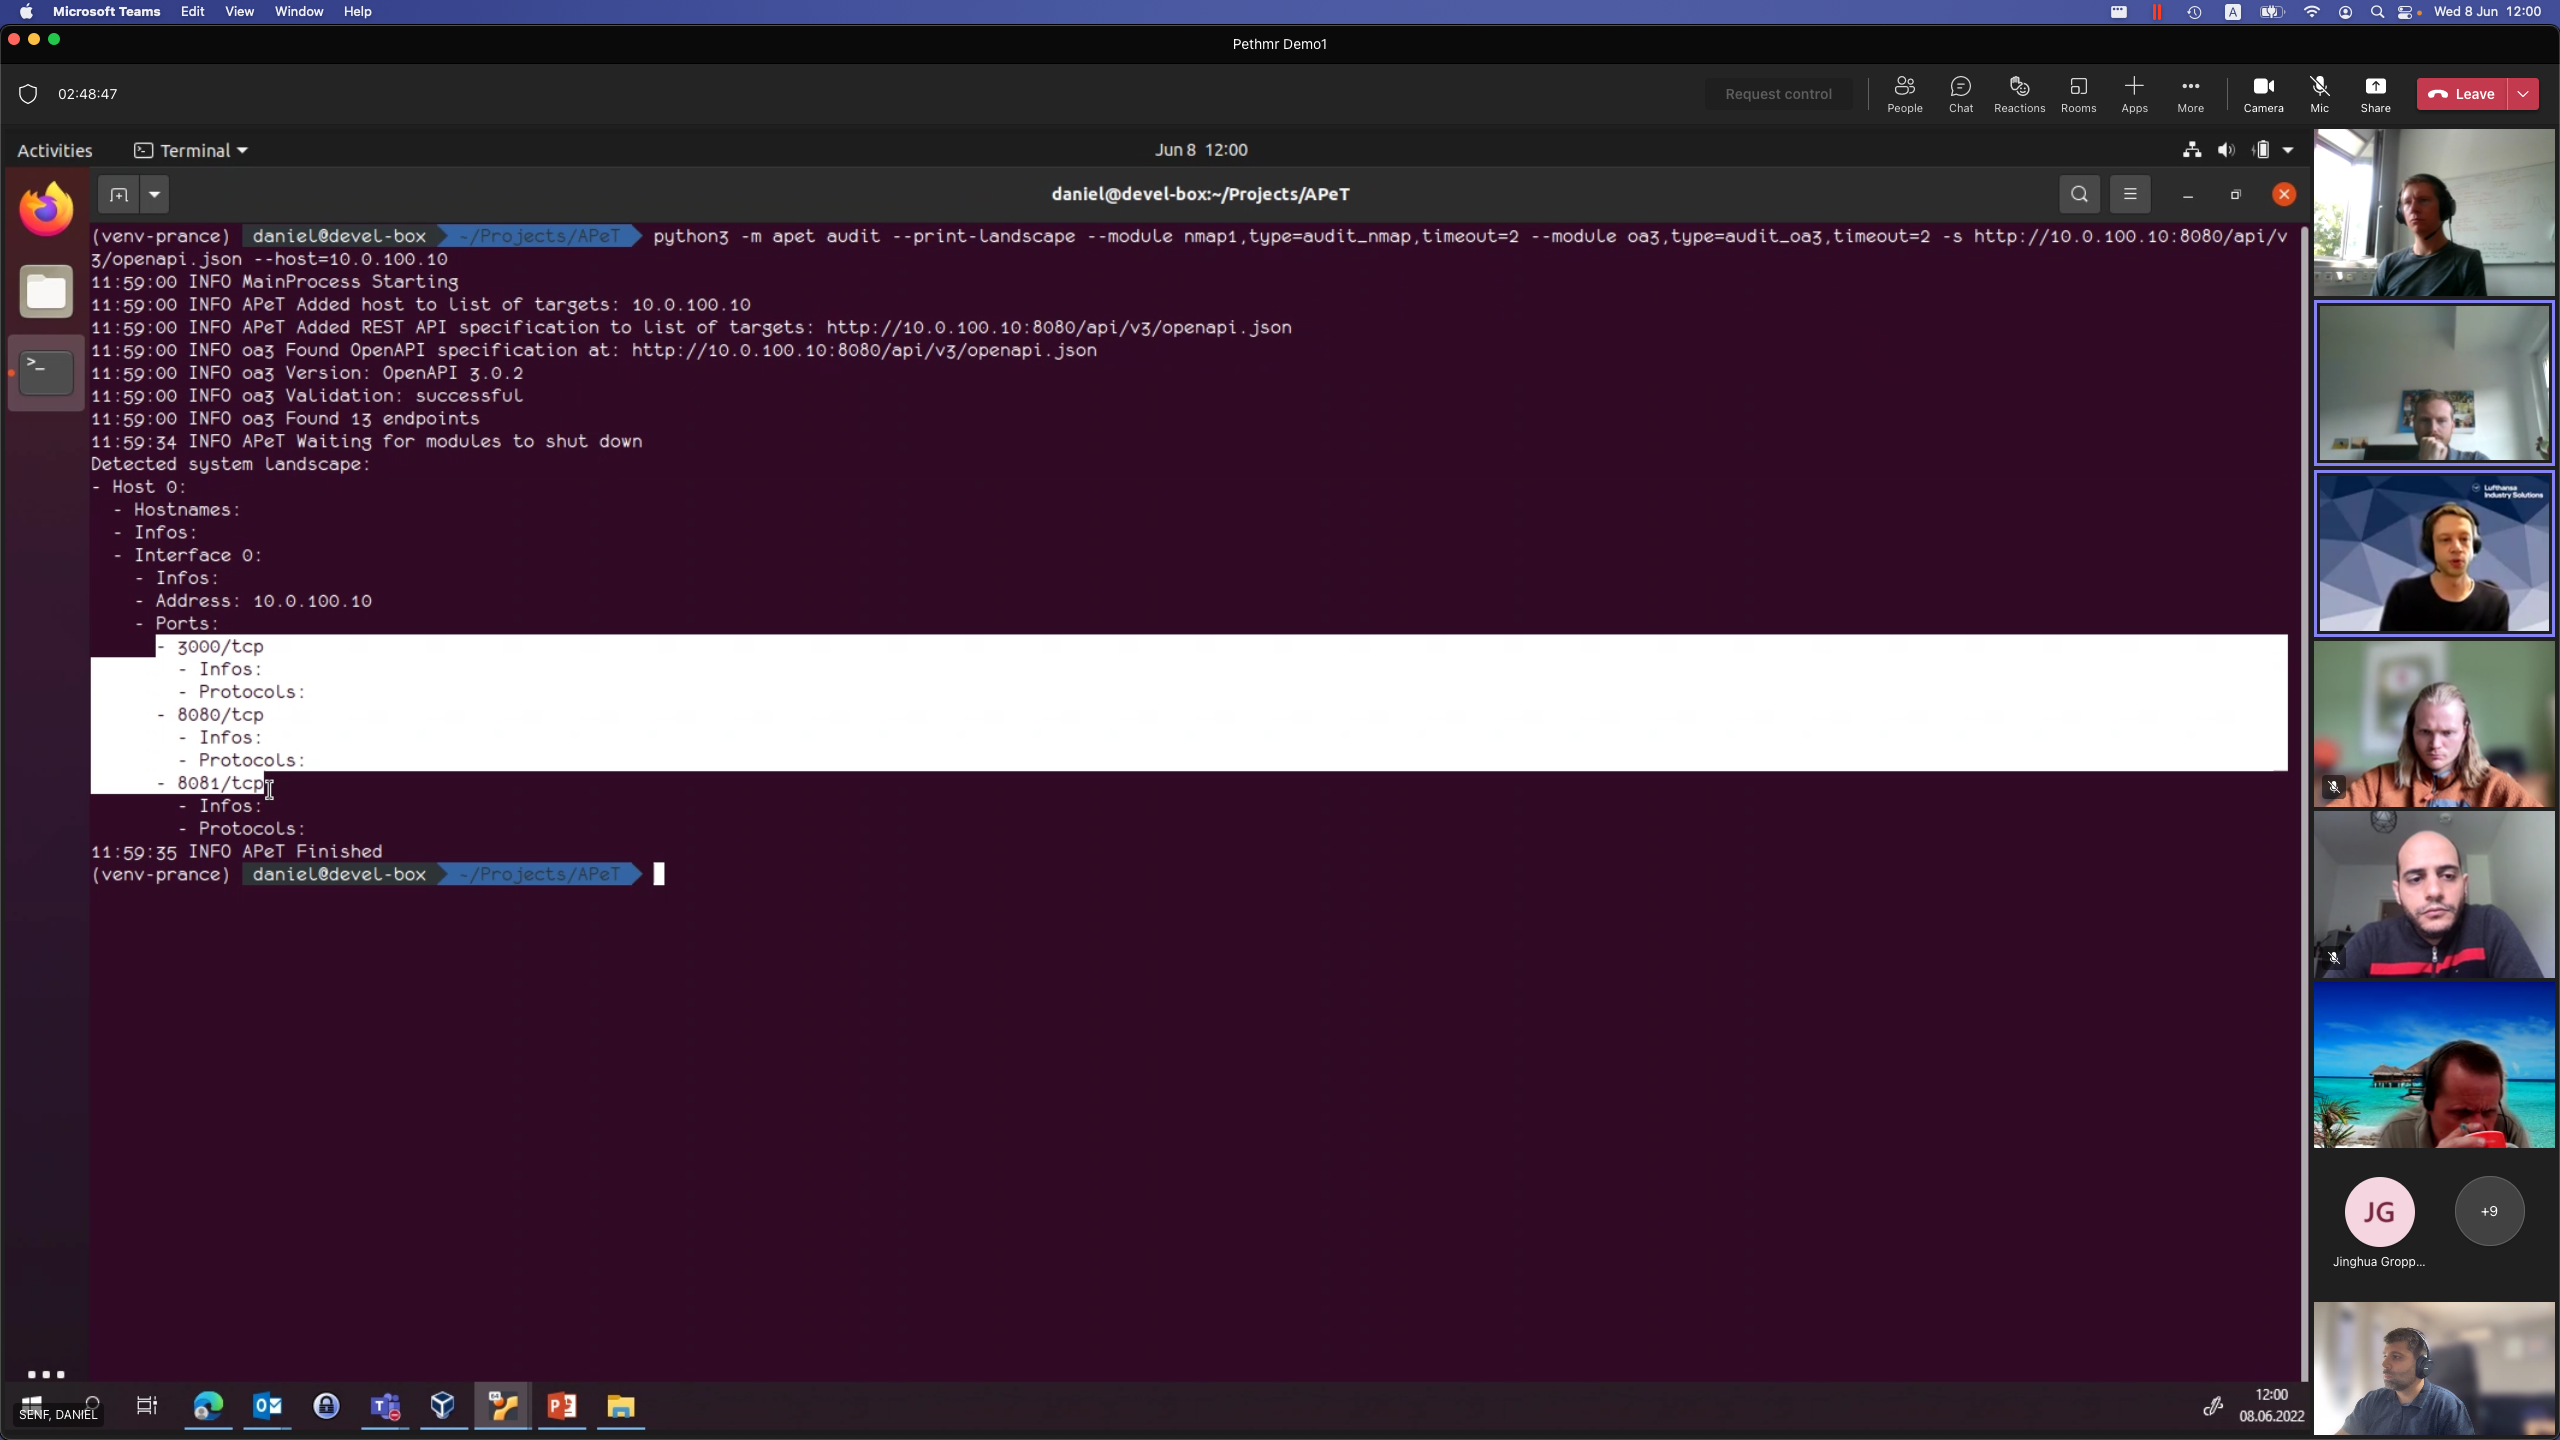 Microsoft Teams Edit View Window Help
A Wed 8 Jun 12:00
Pethmr Demo1
02:48:47
Request control People Chat Reactions Rooms Apps More Camera Mic Share Leave
Activities Terminal Jun 8 12:00
daniel@devel-box:~/Projects/APeT
(venv-prance) daniel@devel-box ~/Projects/APeT python3 -m apet audit --print-landscape --module nmap1,type=audit_nmap,timeout=2 --module oa3,type=audit_oa3,timeout=2 -s http://10.0.100.10:8080/api/v
3/openapi.json --host=10.0.100.10
11:59:00 INFO MainProcess Starting
11:59:00 INFO APeT Added host to list of targets: 10.0.100.10
11:59:00 INFO APeT Added REST API specification to list of targets: http://10.0.100.10:8080/api/v3/openapi.json
11:59:00 INFO oa3 Found OpenAPI specification at: http://10.0.100.10:8080/api/v3/openapi.json
11:59:00 INFO oa3 Version: OpenAPI 3.0.2
11:59:00 INFO oa3 Validation: successful
11:59:00 INFO oa3 Found 13 endpoints
11:59:34 INFO APeT Waiting for modules to shut down
Detected system landscape:
- Host 0:
- Hostnames:
- Infos:
- Interface 0:
- Infos:
- Address: 10.0.100.10
- Ports:
- 3000/tcp
- Infos:
- Protocols:
- 8080/tcp
- Infos:
- Protocols:
- 8081/tcp
- Infos:
- Protocols:
11:59:35 INFO APeT Finished
(venv-prance) daniel@devel-box ~/Projects/APeT
Lufthansa
Industry Solutions
JG
+9
Jinghua Gropp...
SENF, DANIEL
64
12:00
08.06.2022